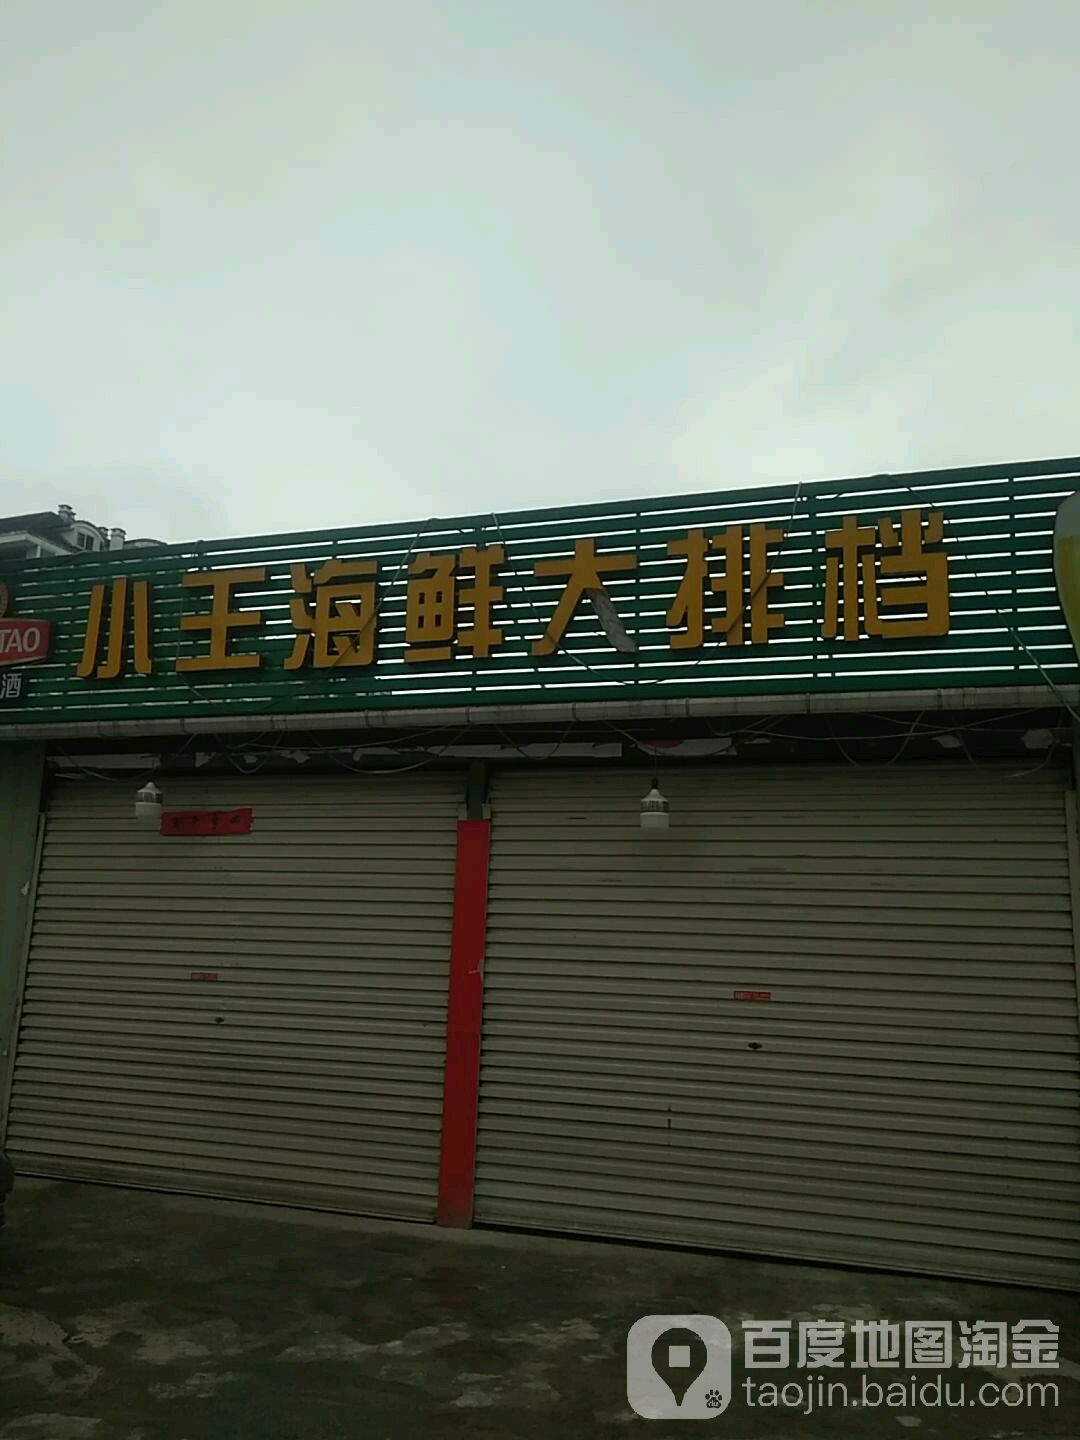 小王海鲜大排档
TAO
酒
百度地图淘金
taojin.baidu.com